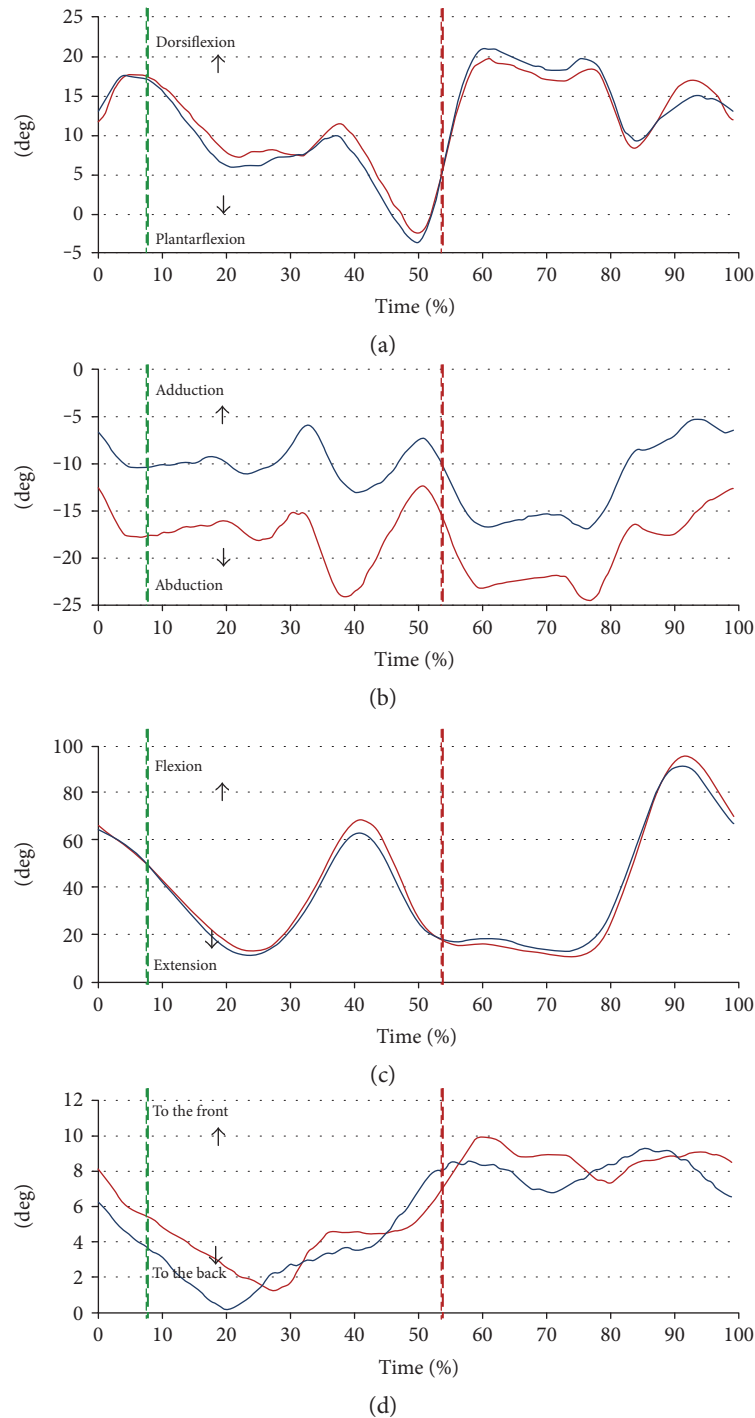 25
20
15
10
5
0
−5
(deg)
Dorsiflexion
Plantarflexion
0 10 20 30 40 50 60 70 80 90 100
Time (%)
(a)
0
−5
−10
−15
−20
−25
(deg)
Adduction
Abduction
0 10 20 30 40 50 60 70 80 90 100
Time (%)
(b)
100
80
60
40
20
0
(deg)
Flexion
Extension
0 10 20 30 40 50 60 70 80 90 100
Time (%)
(c)
12
10
8
6
4
2
0
(deg)
To the front
To the back
0 10 20 30 40 50 60 70 80 90 100
Time (%)
(d)